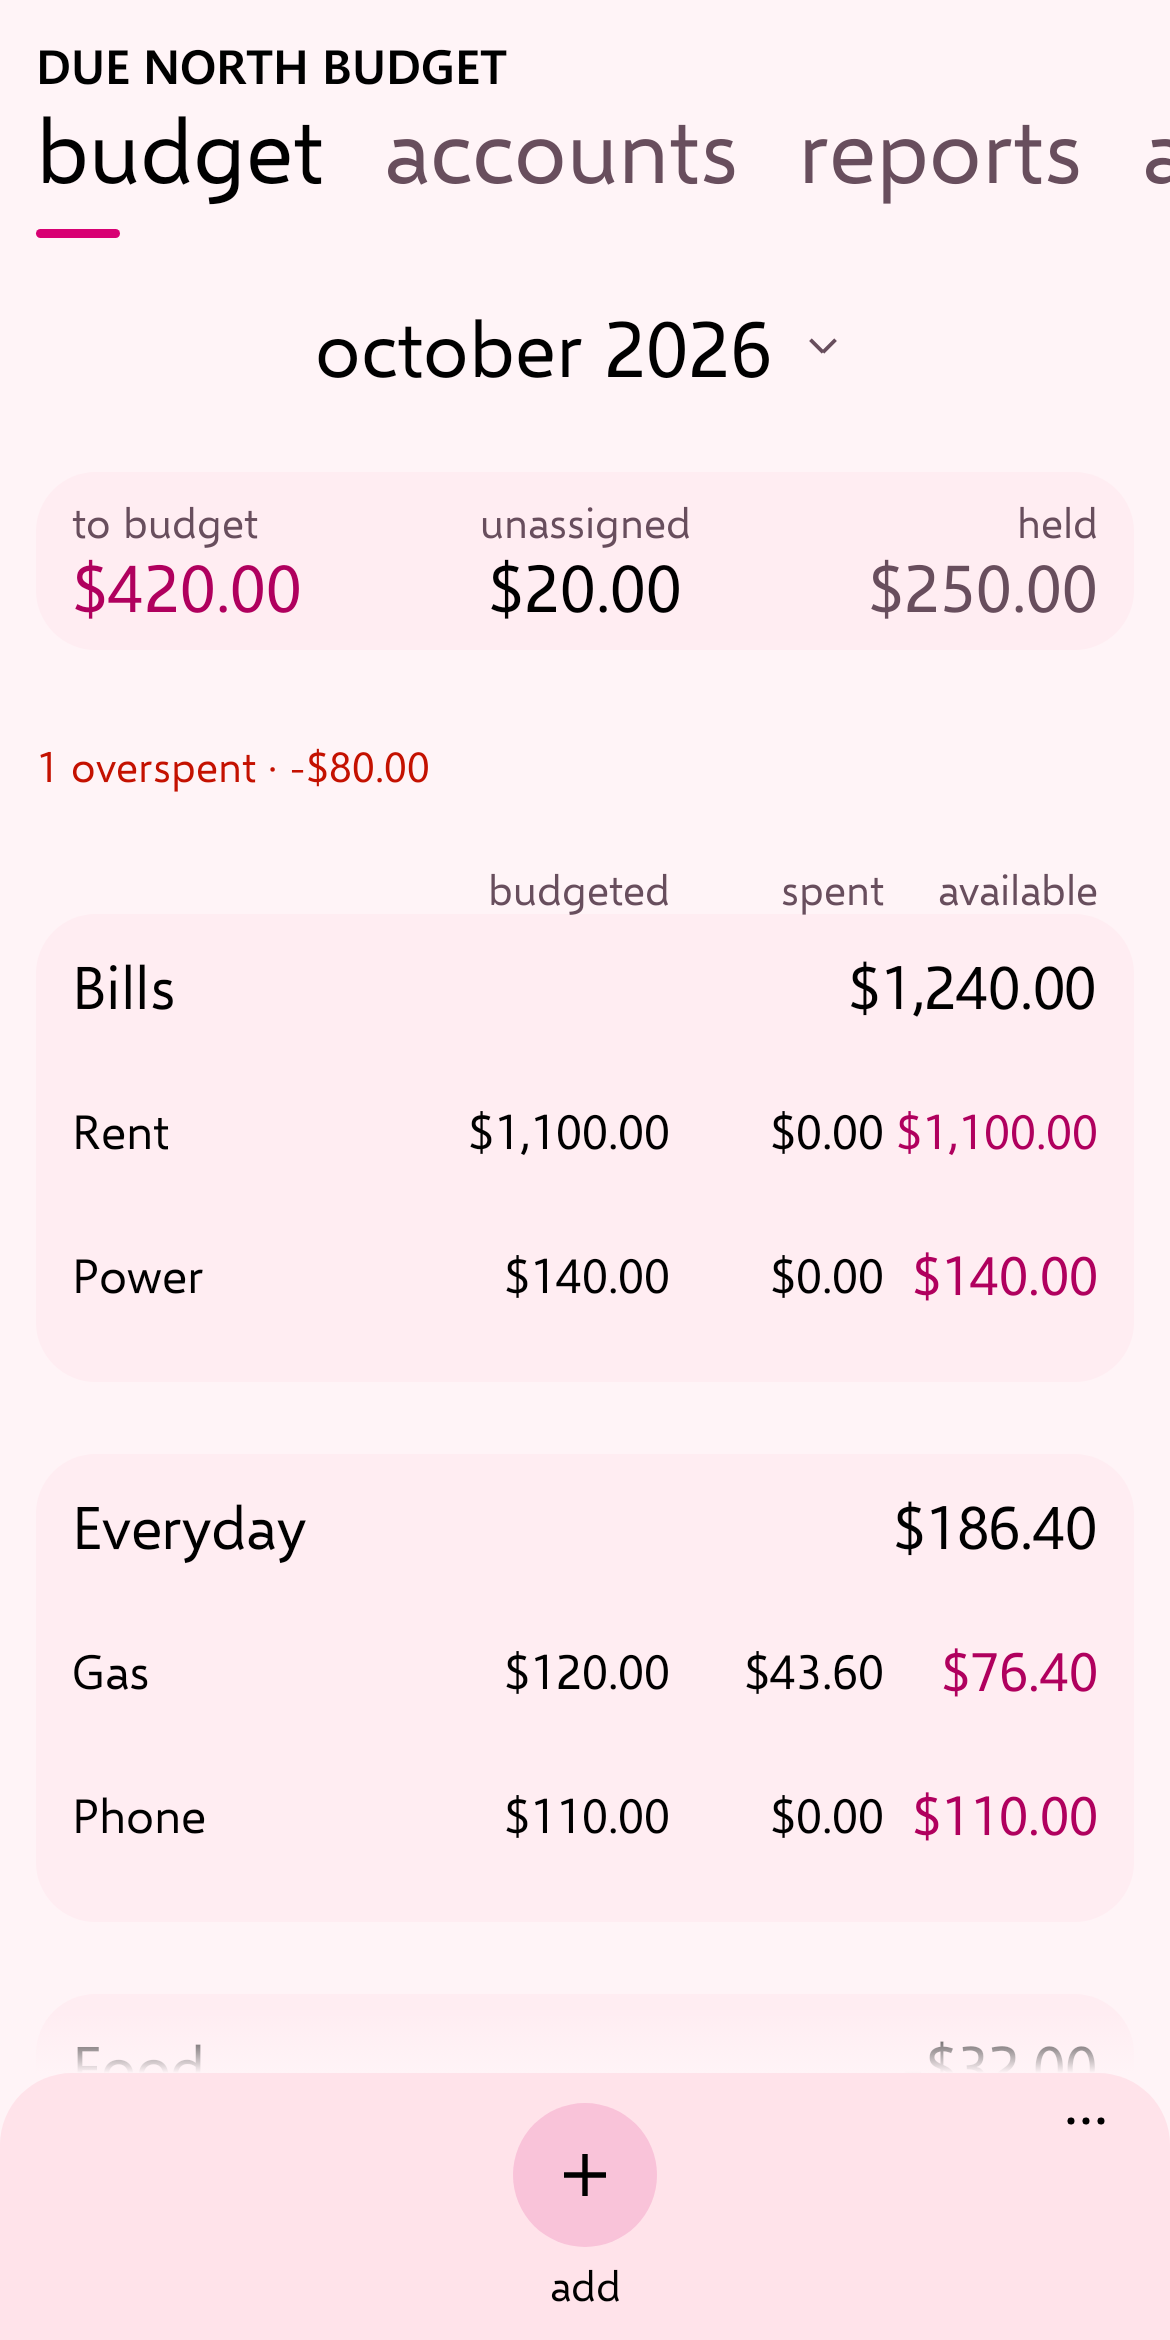 DUE NORTH BUDGET
budget accounts reports a
october 2026
to budget unassigned held
$420.00 $20.00 $250.00
1 overspent · -$80.00
budgeted spent available
Bills $1,240.00
Rent $1,100.00 $0.00 $1,100.00
Power $140.00 $0.00 $140.00
Everyday $186.40
Gas $120.00 $43.60 $76.40
Phone $110.00 $0.00 $110.00
Food $32.00
...
add